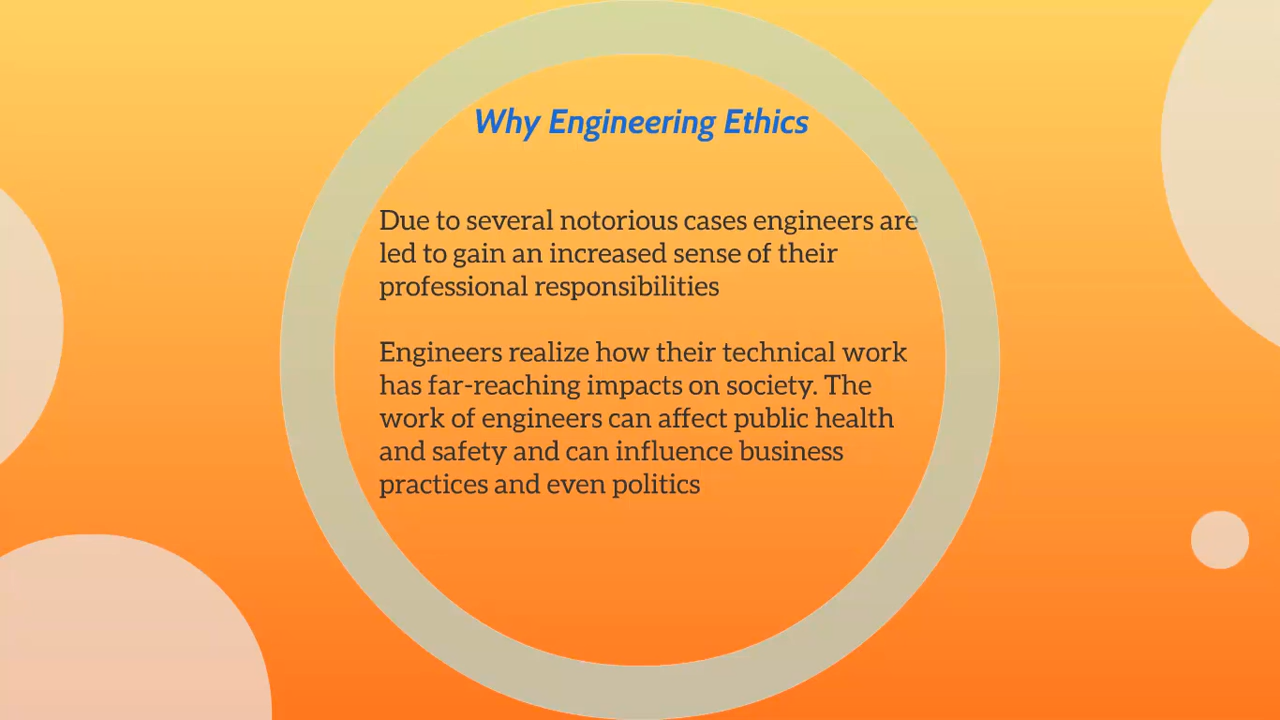 Why Engineering Ethics
Due to several notorious cases engineers are
led to gain an increased sense of their
professional responsibilities
Engineers realize how their technical work
has far-reaching impacts on society. The
work of engineers can affect public health
and safety and can influence business
practices and even politics